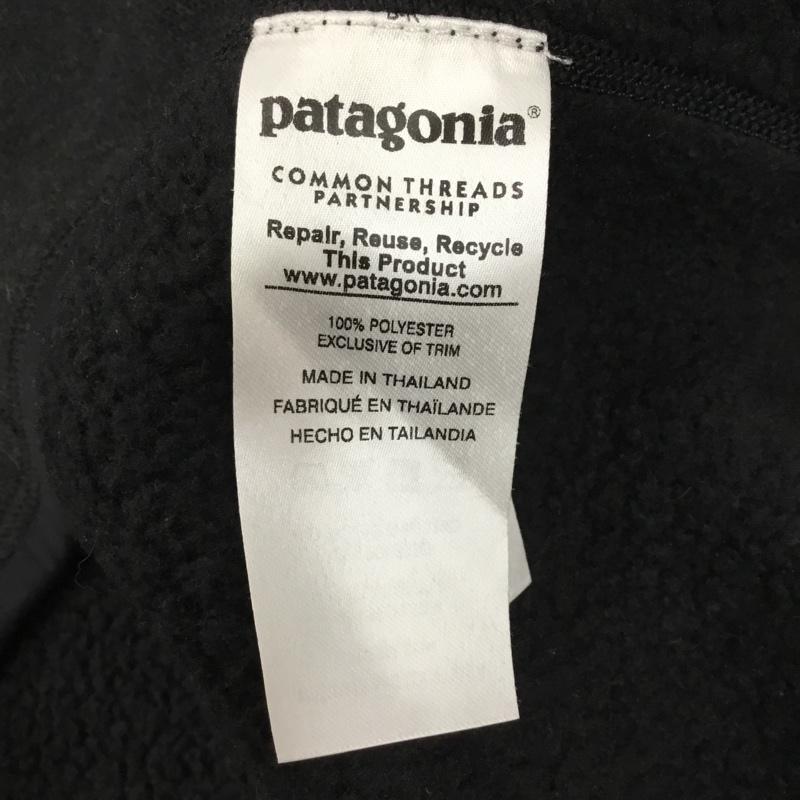 patagonia®
COMMON THREADS
PARTNERSHIP
Repair, Reuse, Recycle
This Product
www.patagonia.com
100% POLYESTER
EXCLUSIVE OF TRIM
MADE IN THAILAND
FABRIQUÉ EN THAÏLANDE
HECHO EN TAILANDIA